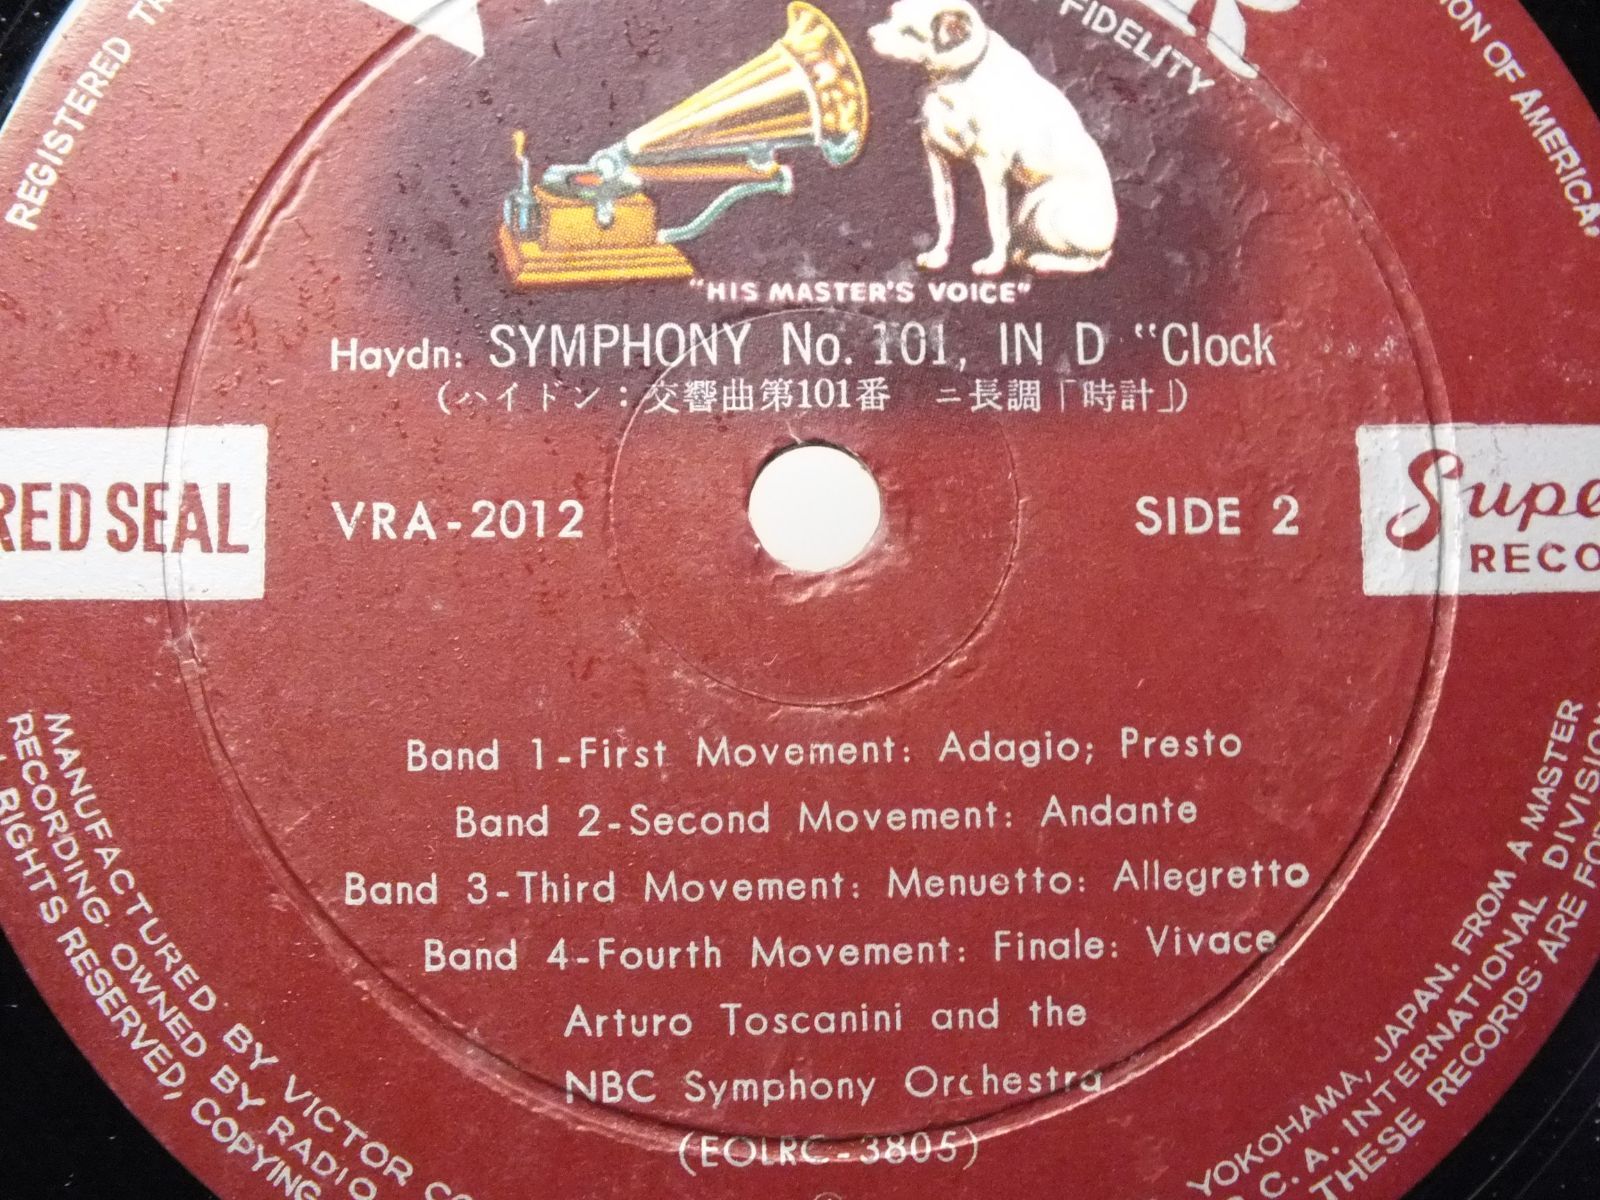 REGISTERED
FIDELITY
ION OF AMERICA.
"HIS MASTER'S VOICE"
Haydn: SYMPHONY No. 101, IN D "Clock
(ハイドン：交響曲第101番　ニ長調「時計」)
RED SEAL
VRA-2012
SIDE 2
Supe
RECO
Band 1-First Movement: Adagio; Presto
Band 2-Second Movement: Andante
Band 3-Third Movement: Menuetto: Allegretto
Band 4-Fourth Movement: Finale: Vivace
Arturo Toscanini and the
NBC Symphony Orchestra
(EOLRC-3805)
MANUFACTURED BY VICTOR CO
RECORDING OWNED BY RADIO
RIGHTS RESERVED, COPYING
YOKOHAMA, JAPAN. FROM A MASTER
C. A. INTERNATIONAL DIVISION
THESE RECORDS ARE FOR